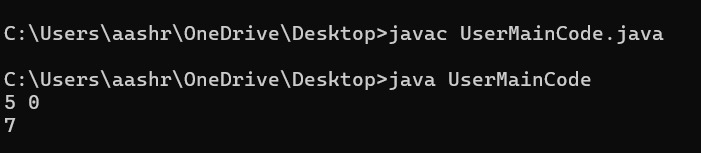 C:\Users\aashr\OneDrive\Desktop>javac UserMainCode.java
C:\Users\aashr\OneDrive\Desktop>java UserMainCode
5 0
7